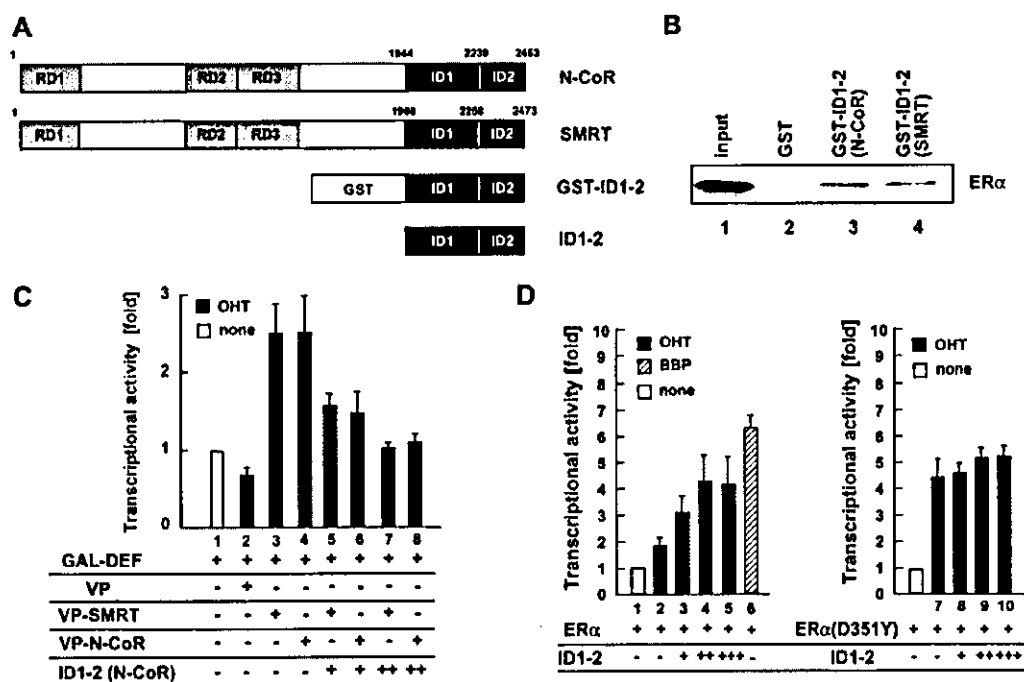 A
1 1944 2239 2453
RD1 RD2 RD3 ID1 ID2 N-CoR
1 2258 2473
RD1 RD2 RD3 ID1 ID2 SMRT
GST ID1 ID2 GST-ID1-2
ID1 ID2 ID1-2
B
input
GST
GST-ID1-2
(N-CoR)
GST-ID1-2
(SMRT)
ERα
1 2 3 4
C
Transcriptional activity [fold]
3
2
1
0
OHT
none
1 2 3 4 5 6 7 8
GAL-DEF + + + + + + + +
VP - + - - - - - -
VP-SMRT - - + - + - + -
VP-N-CoR - - - + - + - +
ID1-2 (N-CoR) - - - - + + ++ ++
D
Transcriptional activity [fold]
10
9
8
7
6
5
4
3
2
1
0
OHT
BBP
none
1 2 3 4 5 6
ERα + + + + + +
ID1-2 - - + ++ +++ -
Transcriptional activity [fold]
10
9
8
7
6
5
4
3
2
1
0
OHT
none
7 8 9 10
ERα(D351Y) + + + + +
ID1-2 - - + ++ +++